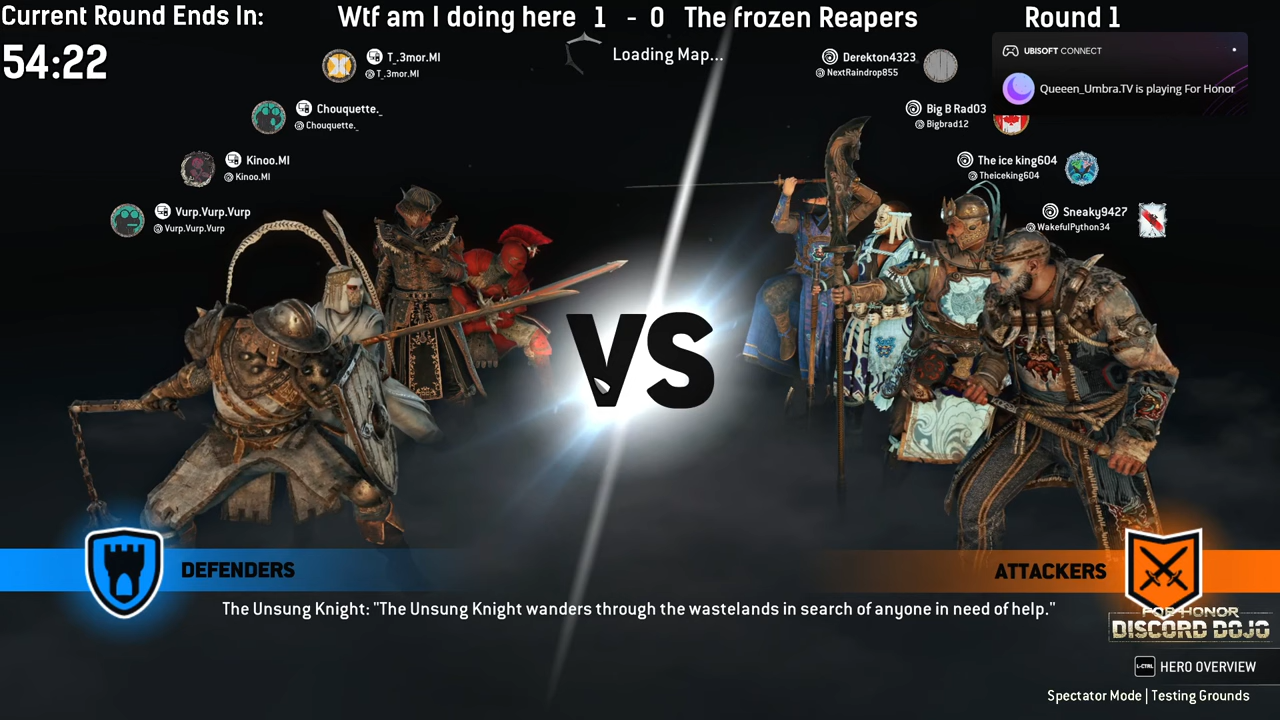 Current Round Ends In:
54:22
Wtf am I doing here 1 - 0 The frozen Reapers
Round 1
Loading Map...
UBISOFT CONNECT
Queeen_Umbra.TV is playing For Honor
T_.3mor.MI
T_.3mor.MI
Chouquette._
Chouquette._
Kinoo.MI
Kinoo.MI
Vurp.Vurp.Vurp
Vurp.Vurp.Vurp
Derekton4323
NextRaindrop855
Big B Rad03
Bigbrad12
The ice king604
Theiceking604
Sneaky9427
WakefulPython34
VS
DEFENDERS
ATTACKERS
The Unsung Knight: "The Unsung Knight wanders through the wastelands in search of anyone in need of help."
FOR HONOR
DISCORD DOJO
L-CTRL HERO OVERVIEW
Spectator Mode | Testing Grounds